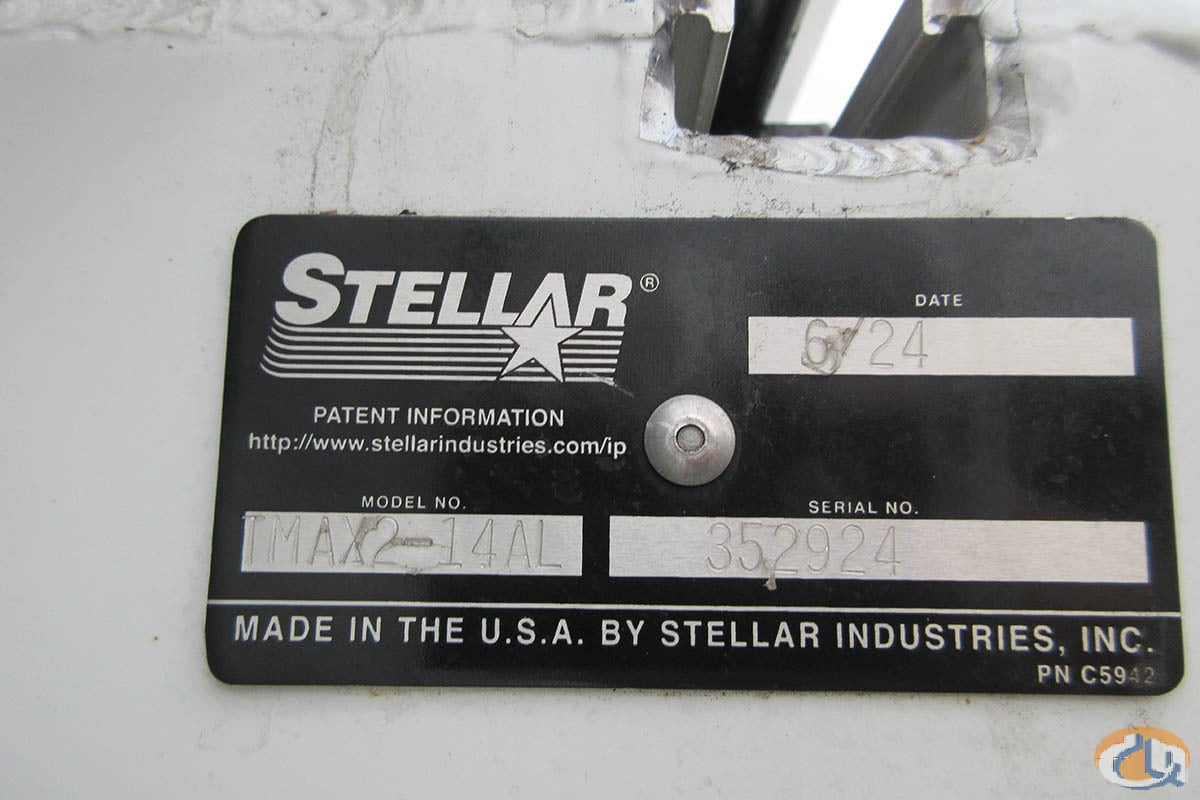 STELLAR®
DATE
6/24
PATENT INFORMATION
http://www.stellarindustries.com/ip
MODEL NO.
TMAX2-14AL
SERIAL NO.
352924
MADE IN THE U.S.A. BY STELLAR INDUSTRIES, INC.
PN C5942